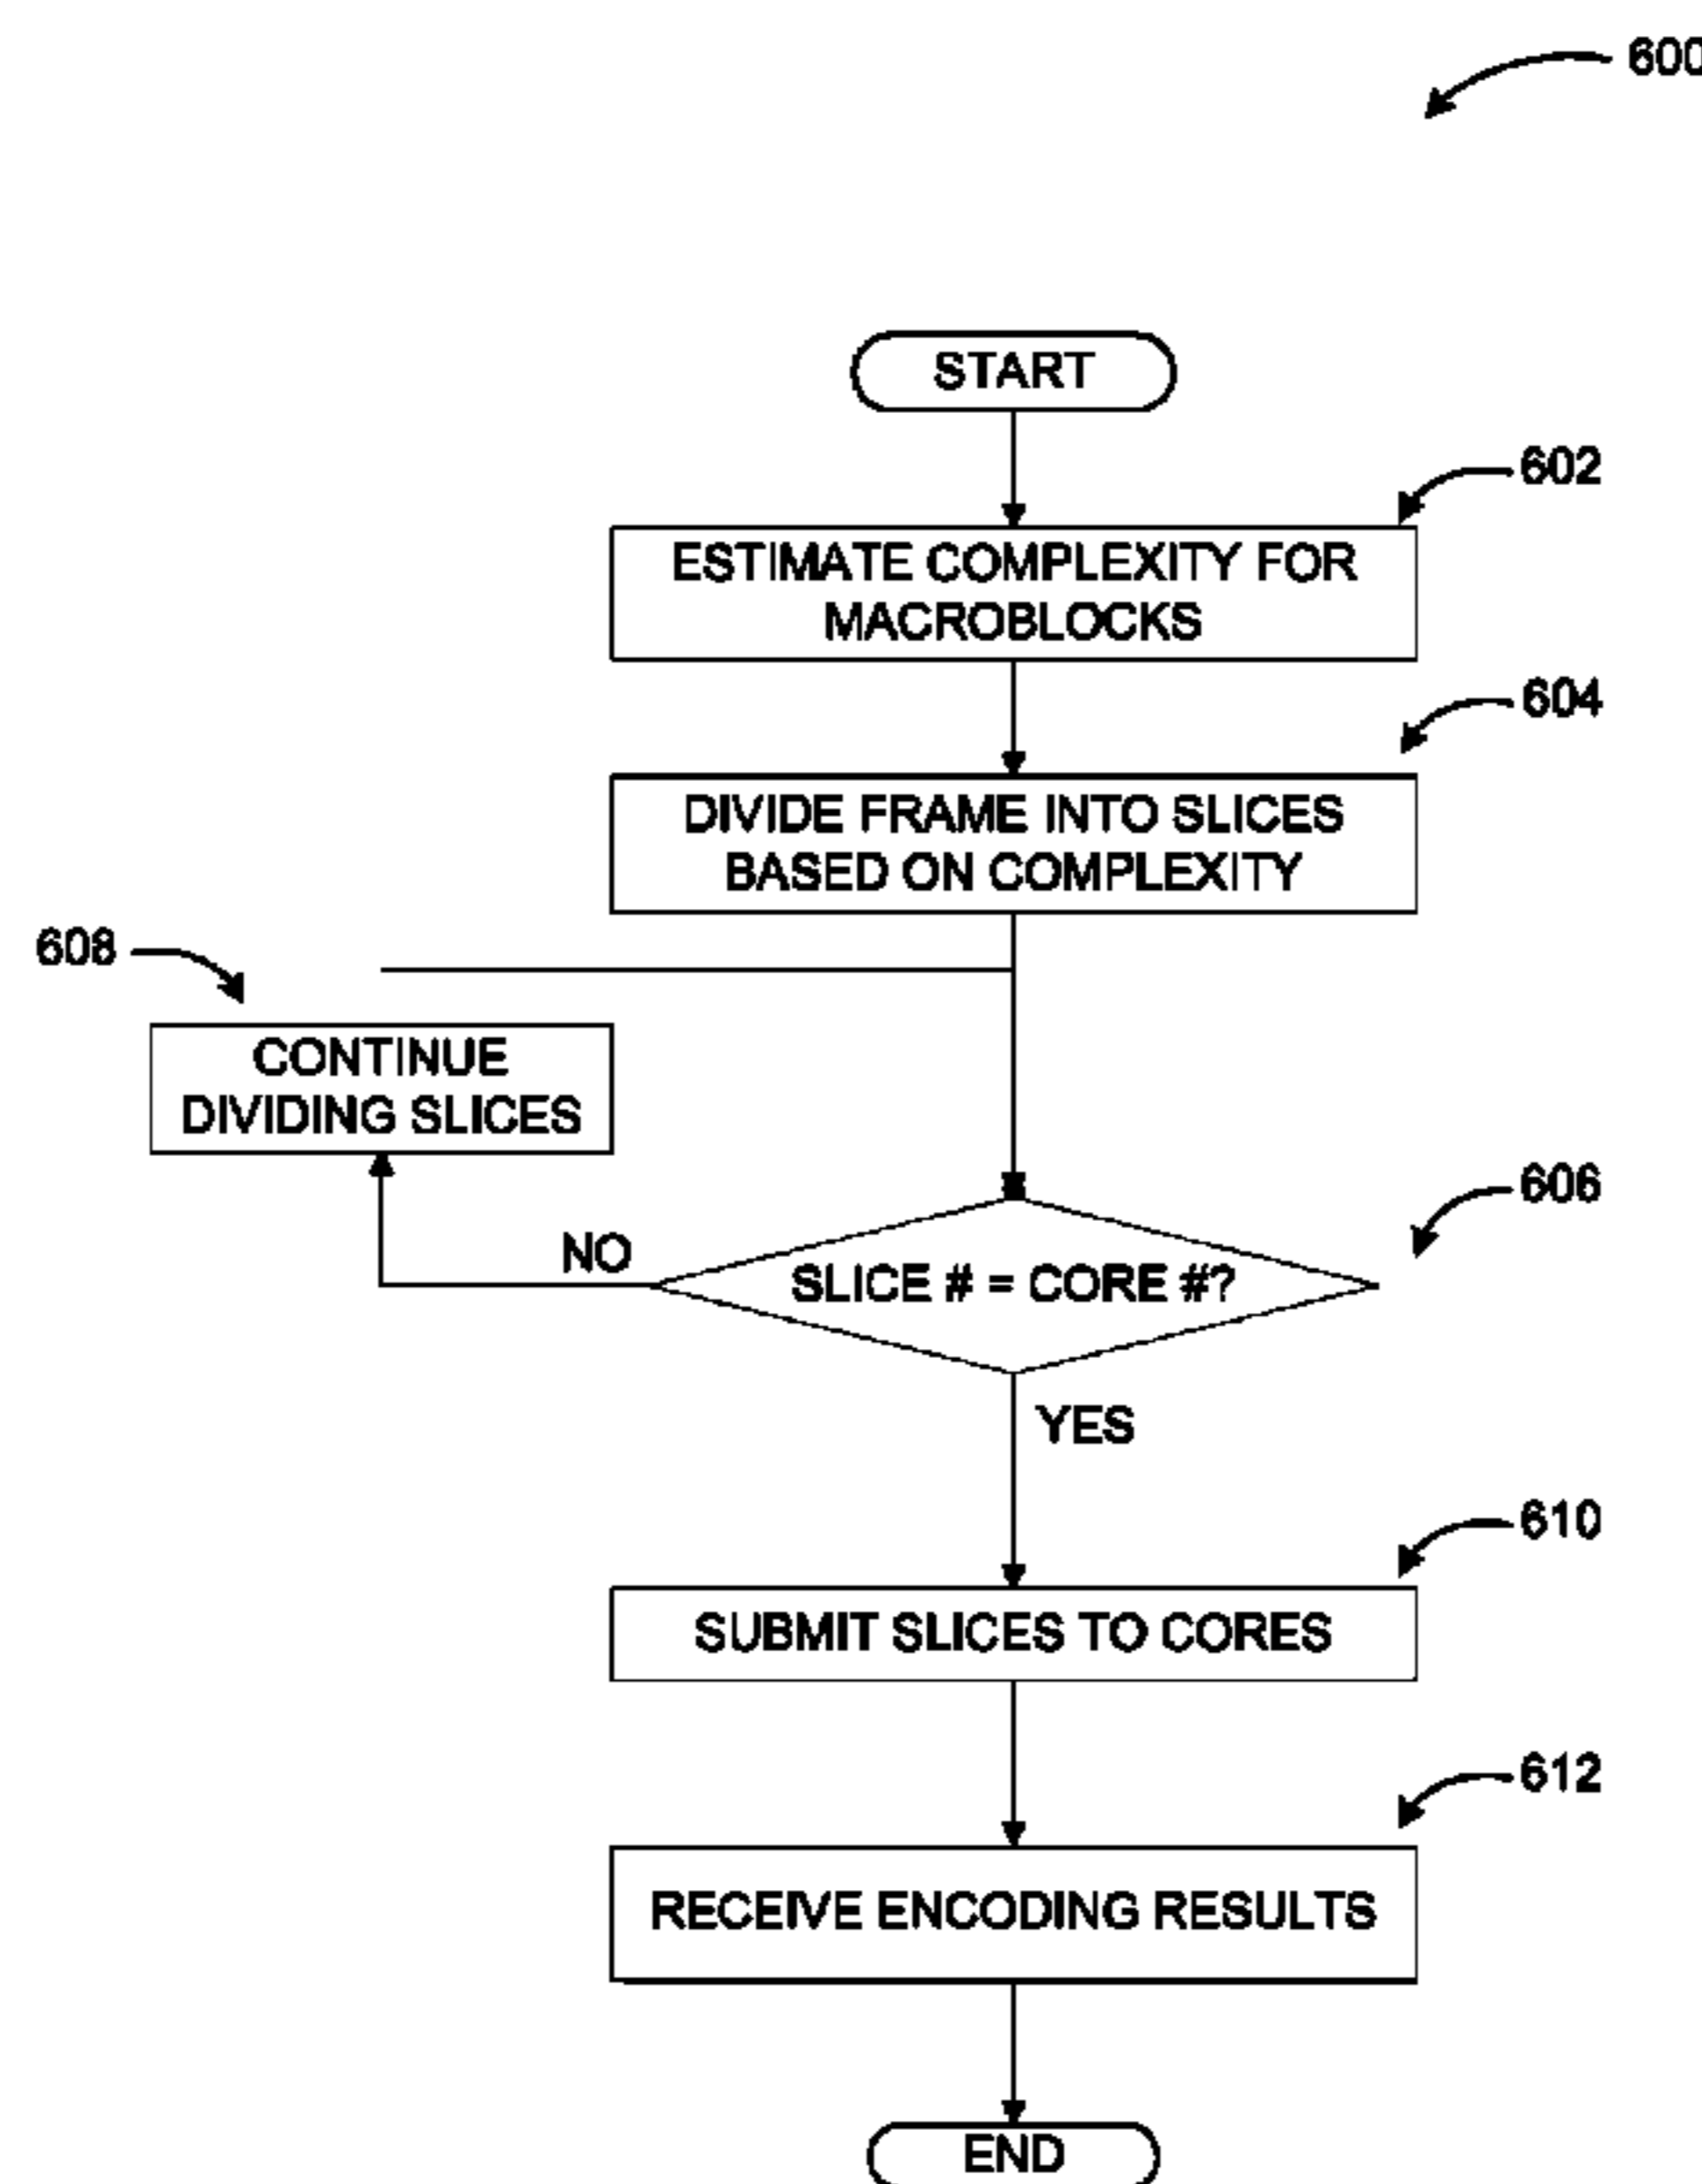 600
START
602
ESTIMATE COMPLEXITY FOR
MACROBLOCKS
604
DIVIDE FRAME INTO SLICES
BASED ON COMPLEXITY
608
CONTINUE
DIVIDING SLICES
606
NO
SLICE # = CORE #?
YES
610
SUBMIT SLICES TO CORES
612
RECEIVE ENCODING RESULTS
END